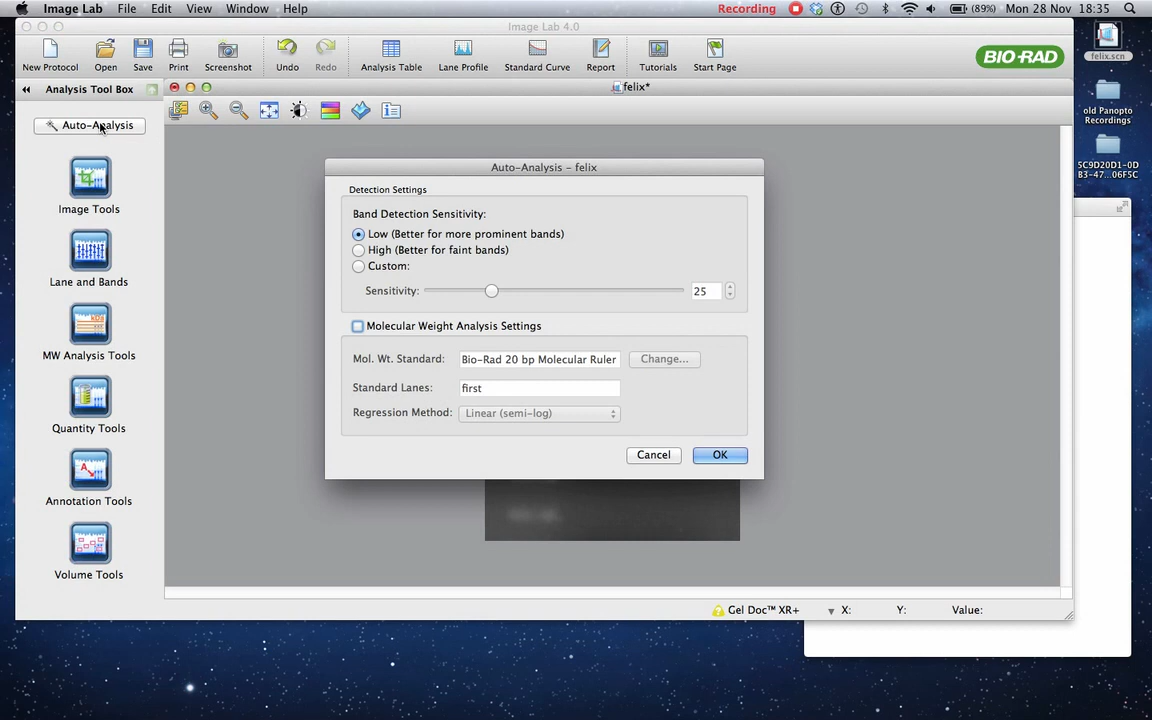 Image Lab File Edit View Window Help Recording (89%) Mon 28 Nov 18:35
Image Lab 4.0
New Protocol Open Save Print Screenshot Undo Redo Analysis Table Lane Profile Standard Curve Report Tutorials Start Page
BIO-RAD
felix.scn
Analysis Tool Box
felix*
old Panopto
Recordings
Auto-Analysis
5C9D20D1-0D
B3-47...06F5C
Image Tools
Lane and Bands
MW Analysis Tools
Quantity Tools
Annotation Tools
Volume Tools
Auto-Analysis – felix
Detection Settings
Band Detection Sensitivity:
Low (Better for more prominent bands)
High (Better for faint bands)
Custom:
Sensitivity: 25
Molecular Weight Analysis Settings
Mol. Wt. Standard: Bio-Rad 20 bp Molecular Ruler Change...
Standard Lanes: first
Regression Method: Linear (semi-log)
Cancel OK
Gel Doc™ XR+ X: Y: Value: